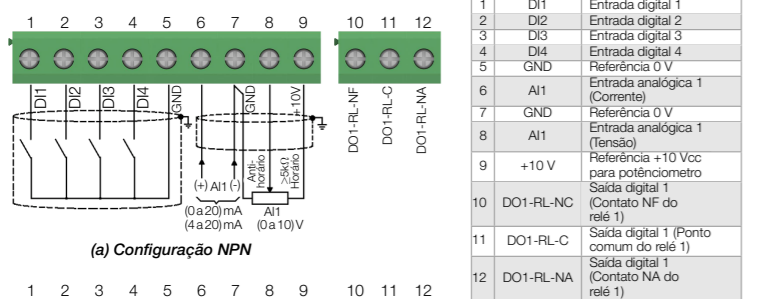 1 2 3 4 5 6 7 8 9 10 11 12
DI1
DI2
DI3
DI4
GND
GND
+10V
DO1-RL-NF
DO1-RL-C
DO1-RL-NA
(+) AI1 (-)
(0 a 20) mA
(4 a 20) mA
Anti-
horário
>5kΩ
Horário
AI1
(0 a 10) V
(a) Configuração NPN
1 2 3 4 5 6 7 8 9 10 11 12
1 DI1 Entrada digital 1
2 DI2 Entrada digital 2
3 DI3 Entrada digital 3
4 DI4 Entrada digital 4
5 GND Referência 0 V
6 AI1 Entrada analógica 1
(Corrente)
7 GND Referência 0 V
8 AI1 Entrada analógica 1
(Tensão)
9 +10 V Referência +10 Vcc
para potênciometro
10 DO1-RL-NC Saída digital 1
(Contato NF do
relé 1)
11 DO1-RL-C Saída digital 1 (Ponto
comum do relé 1)
12 DO1-RL-NA Saída digital 1
(Contato NA do
relé 1)